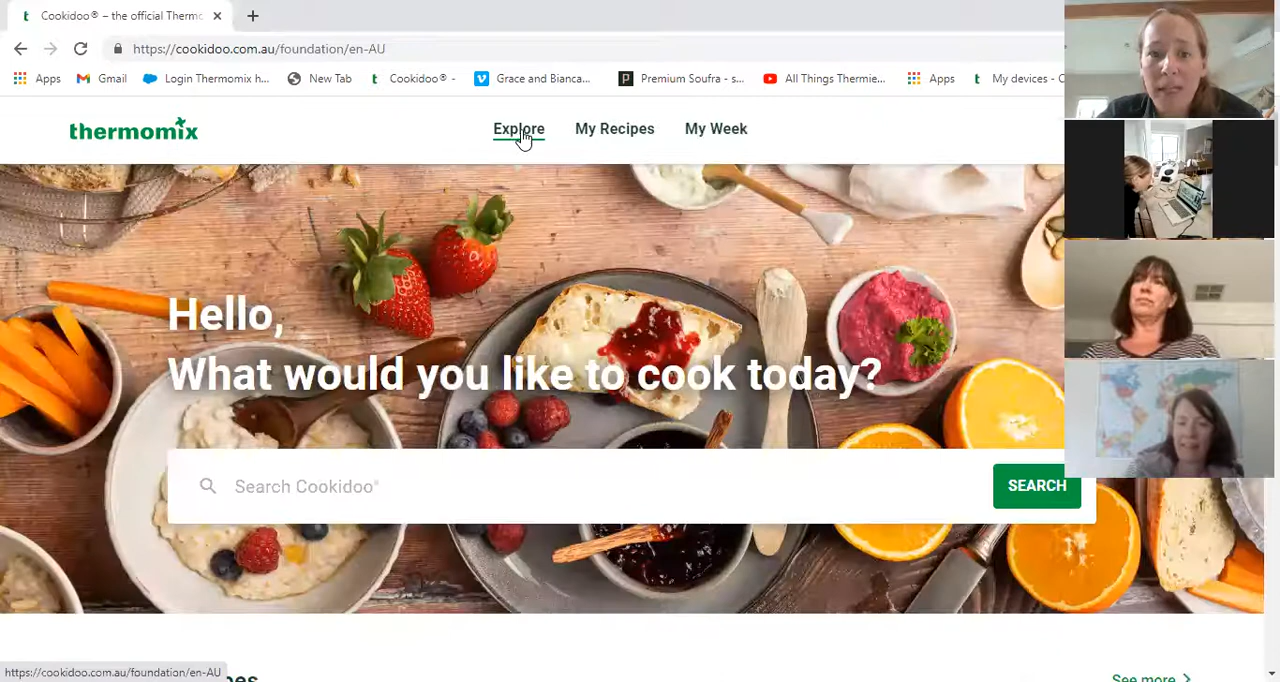 Cookidoo® – the official Thermo
https://cookidoo.com.au/foundation/en-AU
Apps
Gmail
Login Thermomix h...
New Tab
Cookidoo® -
Grace and Bianca...
Premium Soufra - s...
All Things Thermie...
Apps
My devices - C
thermomix
Explore
My Recipes
My Week
Hello,
What would you like to cook today?
Search Cookidoo®
SEARCH
https://cookidoo.com.au/foundation/en-AU
See more